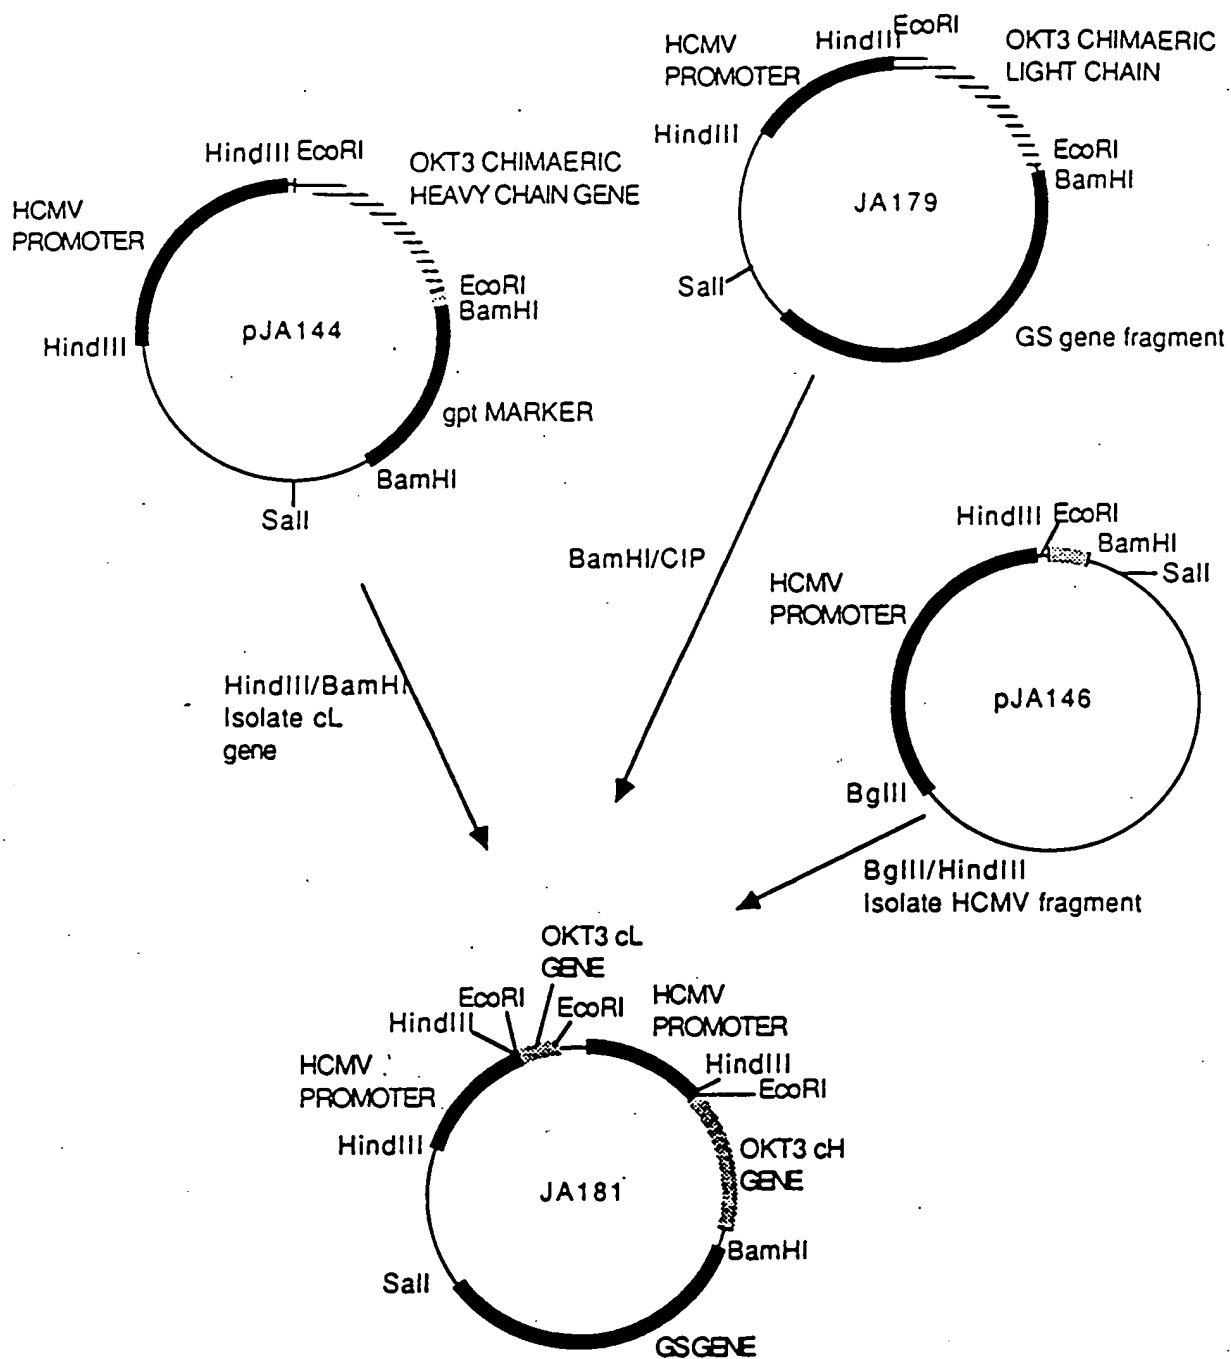 HCMV
PROMOTER
HindIII
EcoRI
OKT3 CHIMAERIC
LIGHT CHAIN
HindIII
EcoRI
BamHI
JA179
SalI
GS gene fragment
HindIII
EcoRI
OKT3 CHIMAERIC
HEAVY CHAIN GENE
HCMV
PROMOTER
EcoRI
BamHI
pJA144
HindIII
gpt MARKER
BamHI
SalI
BamHI/CIP
HindIII
EcoRI
BamHI
SalI
HCMV
PROMOTER
pJA146
BglII
HindIII/BamHI
Isolate cL
gene
BglII/HindIII
Isolate HCMV fragment
OKT3 cL
GENE
EcoRI
EcoRI
HindIII
HCMV
PROMOTER
HindIII
EcoRI
HCMV
PROMOTER
HindIII
OKT3 cH
GENE
JA181
BamHI
SalI
GS GENE